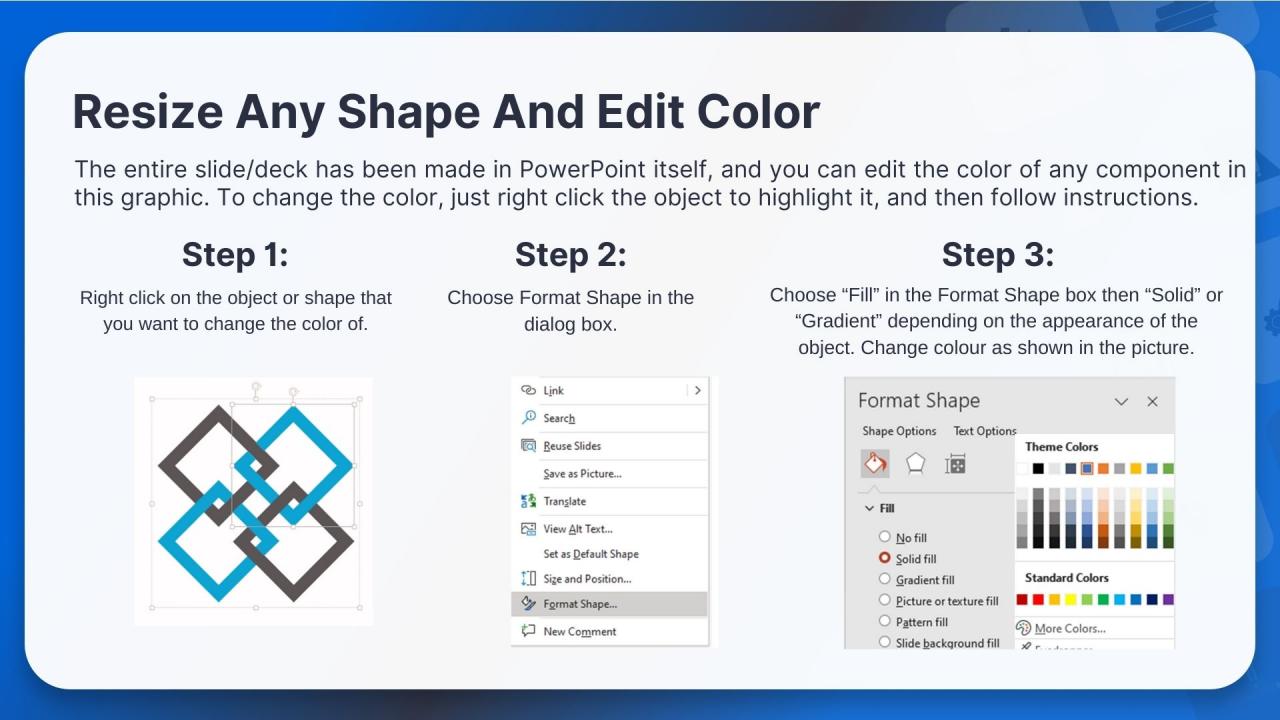 Resize Any Shape And Edit Color
The entire slide/deck has been made in PowerPoint itself, and you can edit the color of any component in
this graphic. To change the color, just right click the object to highlight it, and then follow instructions.
Step 1:
Right click on the object or shape that
you want to change the color of.
Step 2:
Choose Format Shape in the
dialog box.
Step 3:
Choose “Fill” in the Format Shape box then “Solid” or
“Gradient” depending on the appearance of the
object. Change colour as shown in the picture.
Link
Search
Reuse Slides
Save as Picture...
Translate
View Alt Text...
Set as Default Shape
Size and Position...
Format Shape...
New Comment
Format Shape
Shape Options Text Options
Fill
No fill
Solid fill
Gradient fill
Picture or texture fill
Pattern fill
Slide background fill
Theme Colors
Standard Colors
More Colors...